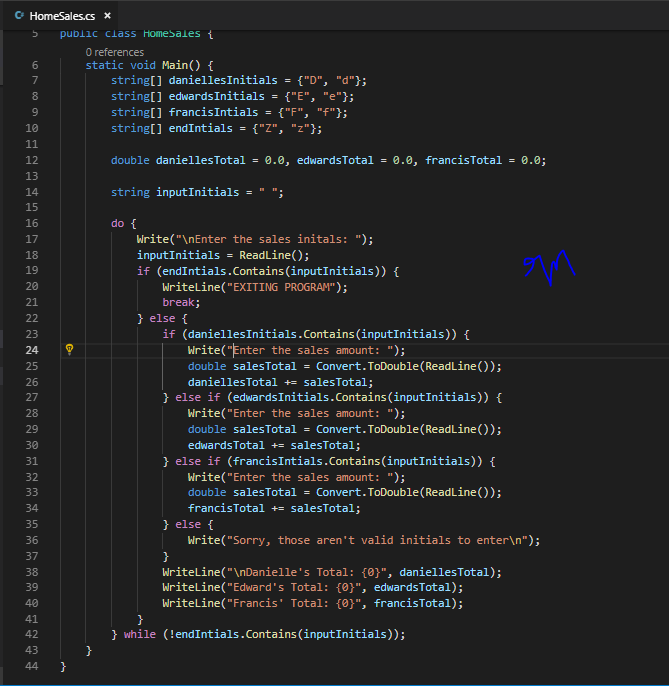 HomeSales.cs ×
5 public class HomeSales {
0 references
6 static void Main() {
7 string[] daniellesInitials = {"D", "d"};
8 string[] edwardsInitials = {"E", "e"};
9 string[] francisIntials = {"F", "f"};
10 string[] endIntials = {"Z", "z"};
11
12 double daniellesTotal = 0.0, edwardsTotal = 0.0, francisTotal = 0.0;
13
14 string inputInitials = " ";
15
16 do {
17 Write("\nEnter the sales initals: ");
18 inputInitials = ReadLine();
19 if (endIntials.Contains(inputInitials)) {
20 WriteLine("EXITING PROGRAM");
21 break;
22 } else {
23 if (daniellesInitials.Contains(inputInitials)) {
24 Write("Enter the sales amount: ");
25 double salesTotal = Convert.ToDouble(ReadLine());
26 daniellesTotal += salesTotal;
27 } else if (edwardsInitials.Contains(inputInitials)) {
28 Write("Enter the sales amount: ");
29 double salesTotal = Convert.ToDouble(ReadLine());
30 edwardsTotal += salesTotal;
31 } else if (francisIntials.Contains(inputInitials)) {
32 Write("Enter the sales amount: ");
33 double salesTotal = Convert.ToDouble(ReadLine());
34 francisTotal += salesTotal;
35 } else {
36 Write("Sorry, those aren't valid initials to enter\n");
37 }
38 WriteLine("\nDanielle's Total: {0}", daniellesTotal);
39 WriteLine("Edward's Total: {0}", edwardsTotal);
40 WriteLine("Francis' Total: {0}", francisTotal);
41 }
42 } while (!endIntials.Contains(inputInitials));
43 }
44 }